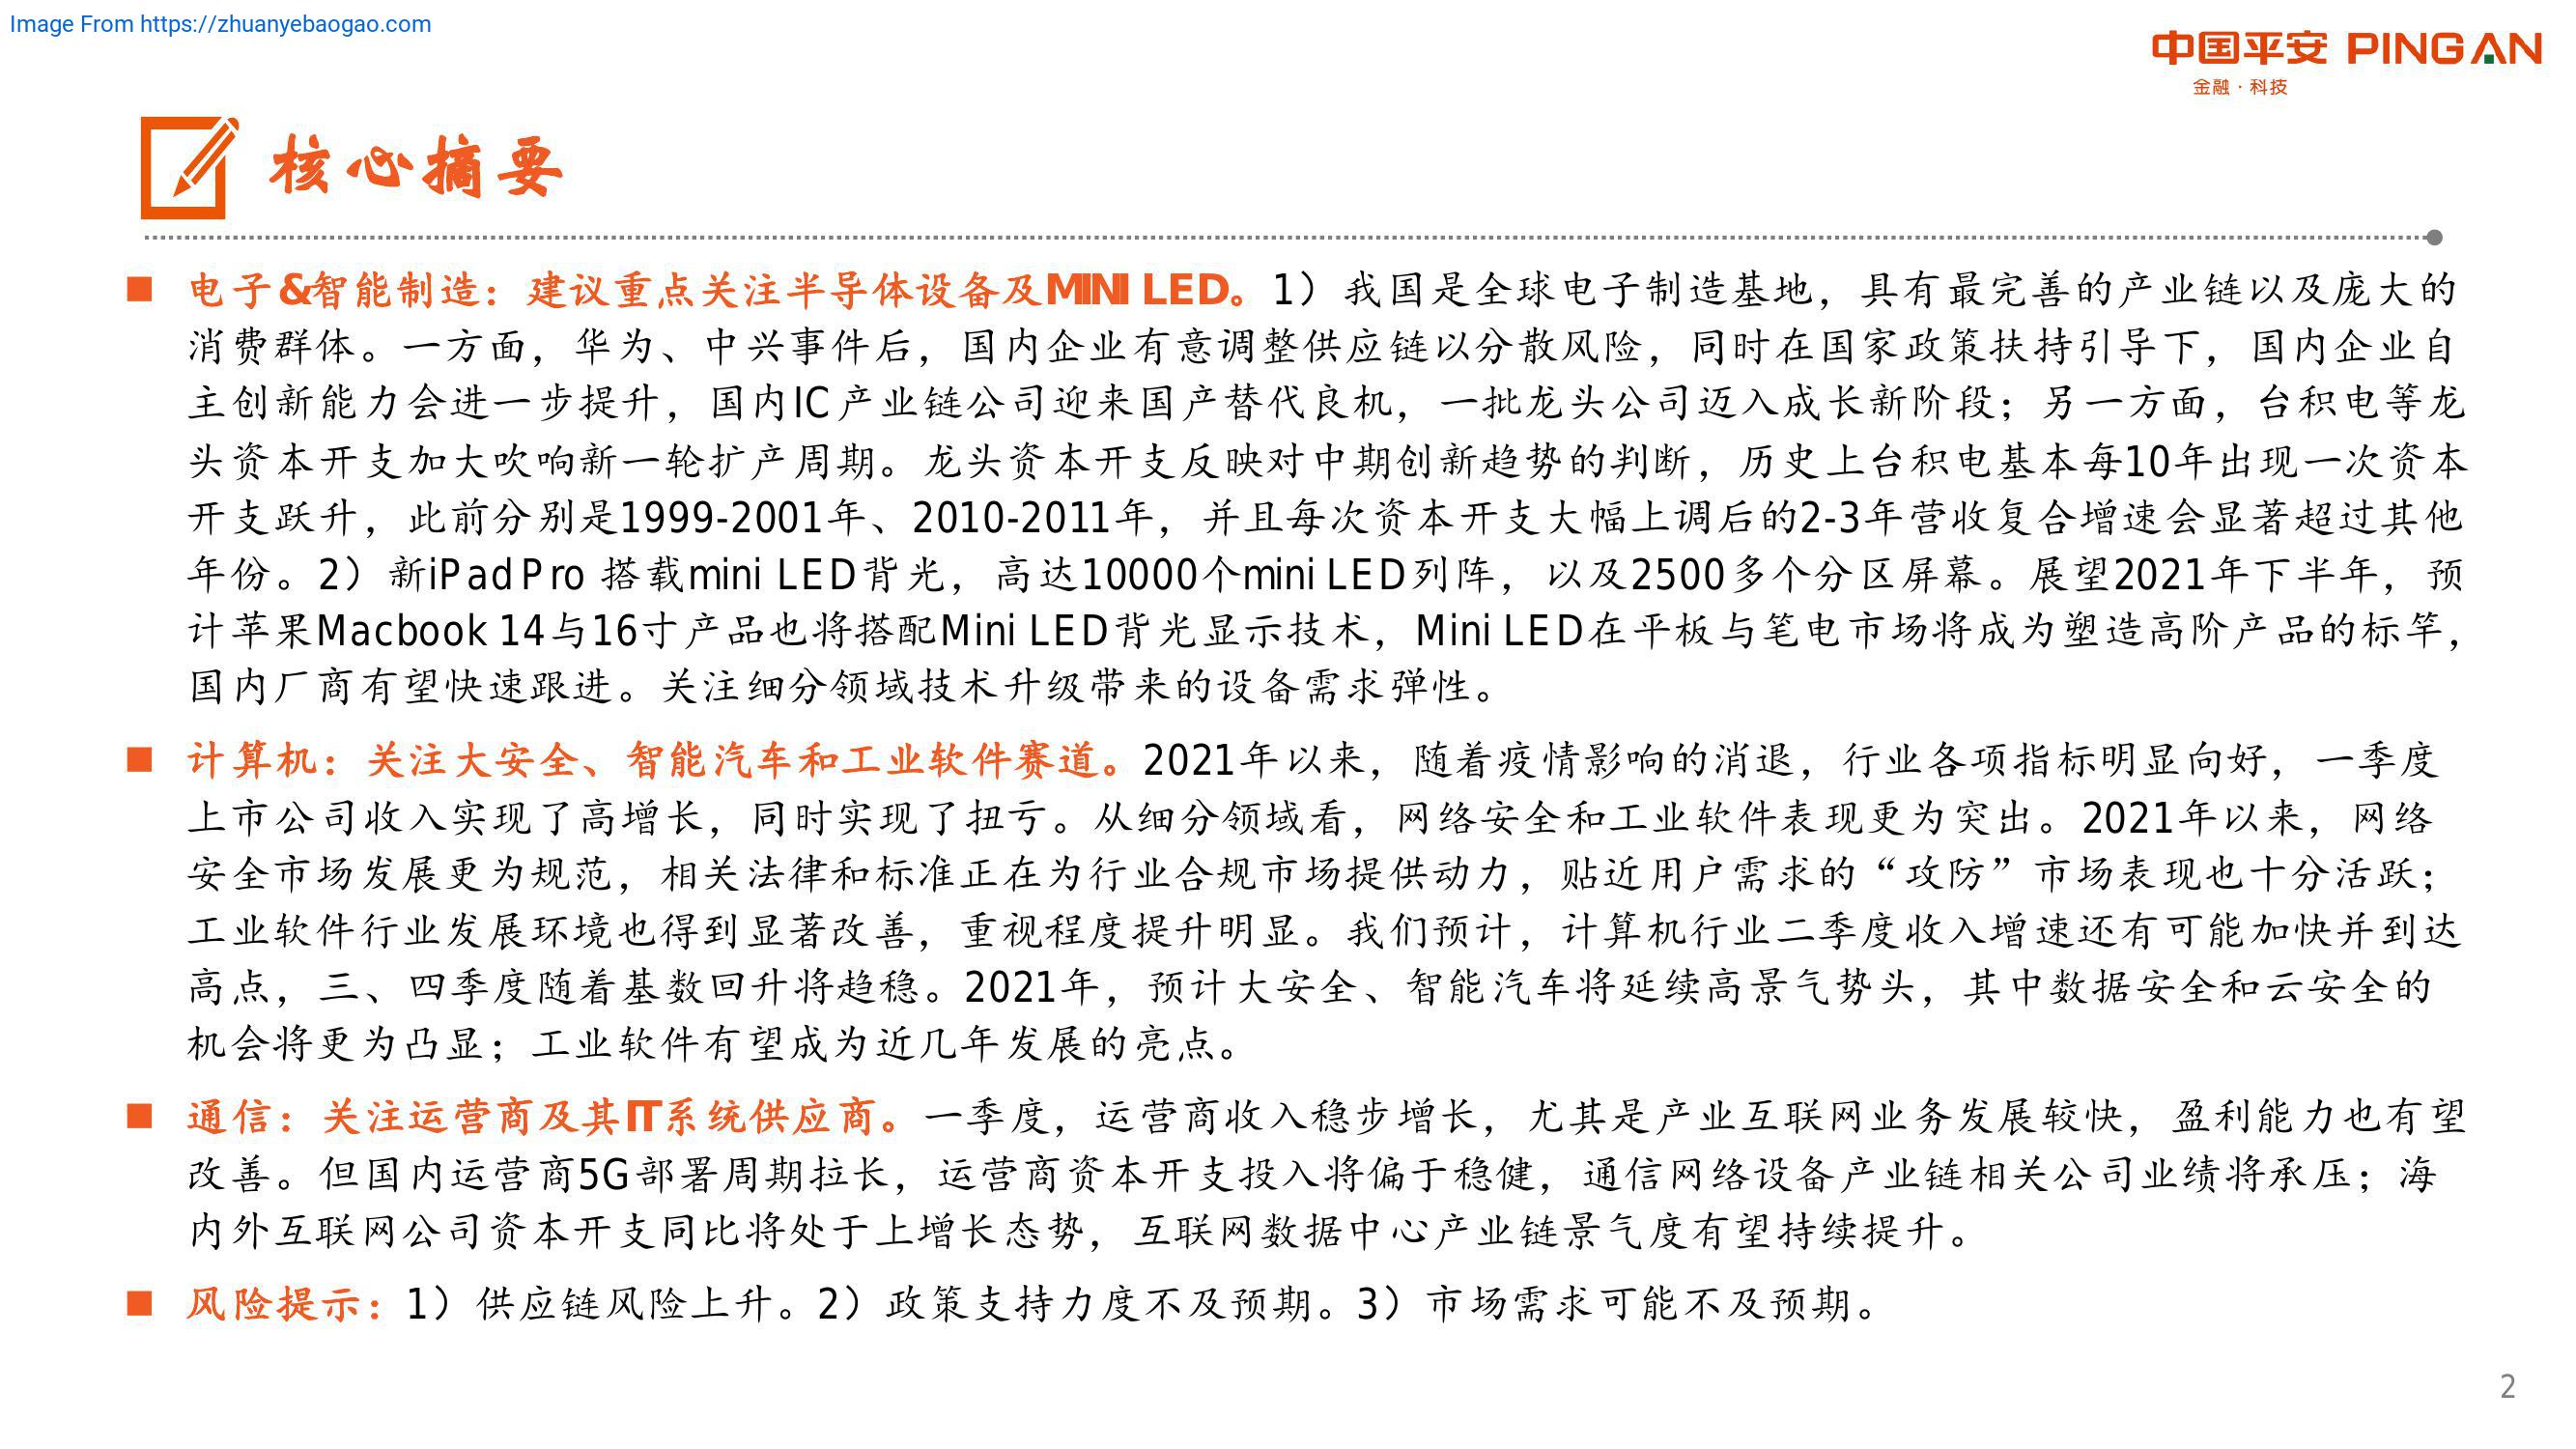 Image From https://zhuanyebaogao.com
中国平安 PINGAN
金融·科技
核心摘要
■ 电子&智能制造：建议重点关注半导体设备及MINI LED。1）我国是全球电子制造基地，具有最完善的产业链以及庞大的
消费群体。一方面，华为、中兴事件后，国内企业有意调整供应链以分散风险，同时在国家政策扶持引导下，国内企业自
主创新能力会进一步提升，国内IC产业链公司迎来国产替代良机，一批龙头公司迈入成长新阶段；另一方面，台积电等龙
头资本开支加大吹响新一轮扩产周期。龙头资本开支反映对中期创新趋势的判断，历史上台积电基本每10年出现一次资本
开支跃升，此前分别是1999-2001年、2010-2011年，并且每次资本开支大幅上调后的2-3年营收复合增速会显著超过其他
年份。2）新iPad Pro 搭载mini LED背光，高达10000个mini LED列阵，以及2500多个分区屏幕。展望2021年下半年，预
计苹果Macbook 14与16寸产品也将搭配Mini LED背光显示技术，Mini LED在平板与笔电市场将成为塑造高阶产品的标竿，
国内厂商有望快速跟进。关注细分领域技术升级带来的设备需求弹性。
■ 计算机：关注大安全、智能汽车和工业软件赛道。2021年以来，随着疫情影响的消退，行业各项指标明显向好，一季度
上市公司收入实现了高增长，同时实现了扭亏。从细分领域看，网络安全和工业软件表现更为突出。2021年以来，网络
安全市场发展更为规范，相关法律和标准正在为行业合规市场提供动力，贴近用户需求的“攻防”市场表现也十分活跃；
工业软件行业发展环境也得到显著改善，重视程度提升明显。我们预计，计算机行业二季度收入增速还有可能加快并到达
高点，三、四季度随着基数回升将趋稳。2021年，预计大安全、智能汽车将延续高景气势头，其中数据安全和云安全的
机会将更为凸显；工业软件有望成为近几年发展的亮点。
■ 通信：关注运营商及其IT系统供应商。一季度，运营商收入稳步增长，尤其是产业互联网业务发展较快，盈利能力也有望
改善。但国内运营商5G部署周期拉长，运营商资本开支投入将偏于稳健，通信网络设备产业链相关公司业绩将承压；海
内外互联网公司资本开支同比将处于上增长态势，互联网数据中心产业链景气度有望持续提升。
■ 风险提示：1）供应链风险上升。2）政策支持力度不及预期。3）市场需求可能不及预期。
2